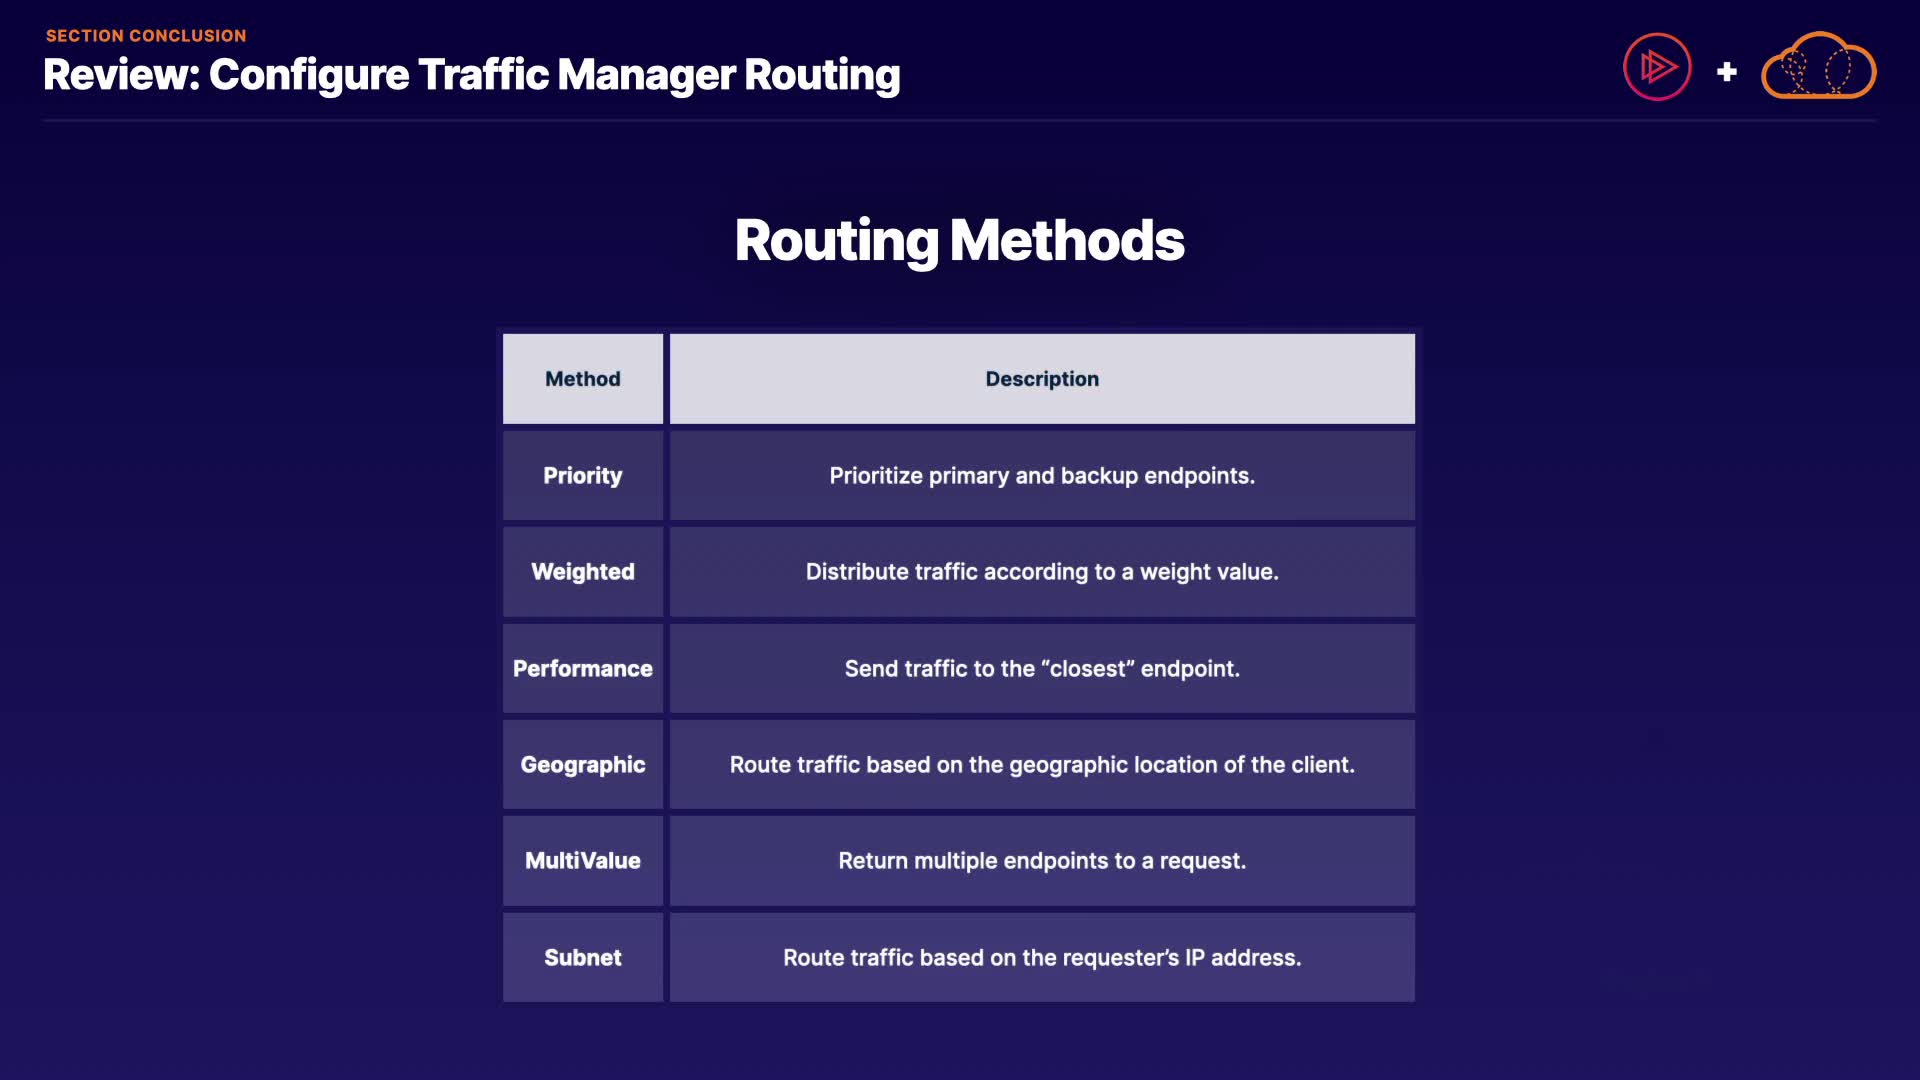 SECTION CONCLUSION
Review: Configure Traffic Manager Routing
Routing Methods
Method Description
Priority Prioritize primary and backup endpoints.
Weighted Distribute traffic according to a weight value.
Performance Send traffic to the “closest” endpoint.
Geographic Route traffic based on the geographic location of the client.
MultiValue Return multiple endpoints to a request.
Subnet Route traffic based on the requester’s IP address.